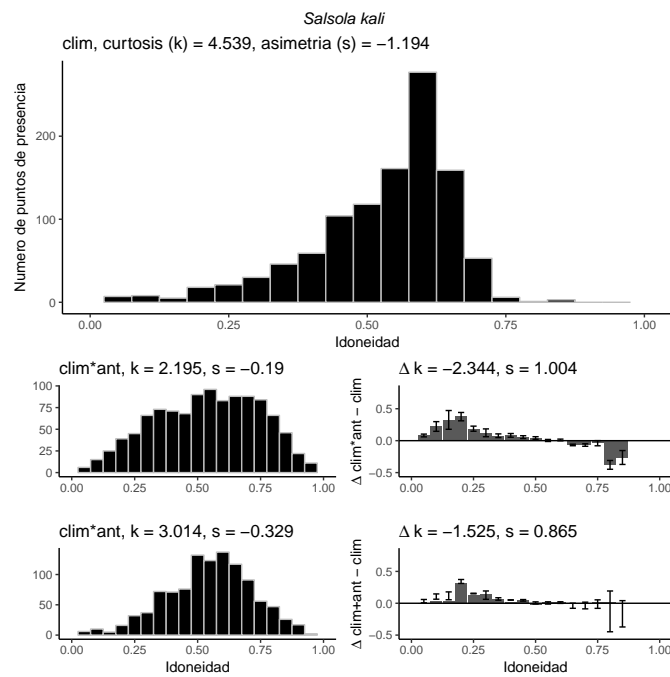 Salsola kali
clim, curtosis (k) = 4.539, asimetria (s) = −1.194
Numero de puntos de presencia
200
100
0
0.00 0.25 0.50 0.75 1.00
Idoneidad
clim*ant, k = 2.195, s = −0.19
100
75
50
25
0
0.00 0.25 0.50 0.75 1.00
Δ k = −2.344, s = 1.004
Δ clim*ant − clim
0.5
0.0
−0.5
0.00 0.25 0.50 0.75 1.00
clim*ant, k = 3.014, s = −0.329
100
50
0
0.00 0.25 0.50 0.75 1.00
Idoneidad
Δ k = −1.525, s = 0.865
Δ clim+ant − clim
0.5
0.0
−0.5
0.00 0.25 0.50 0.75 1.00
Idoneidad